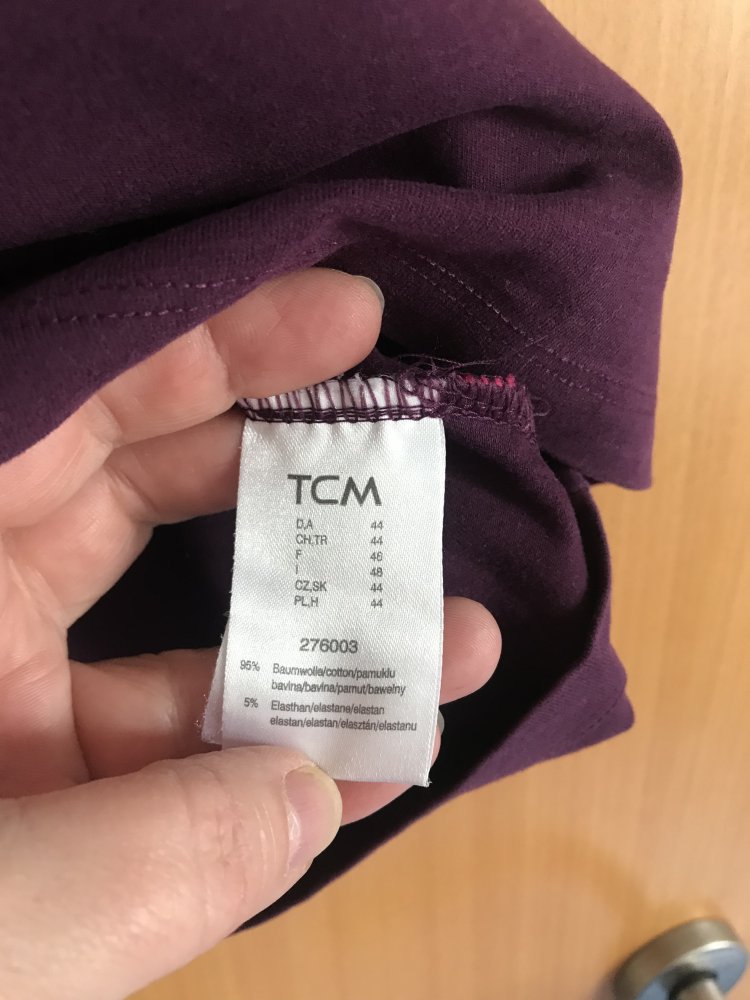 TCM
D,A 44
CH,TR 44
F 46
I 48
CZ,SK 44
PL,H 44
276003
95% Baumwolle/cotton/pamuklu
bavlna/bavlna/pamut/bawełny
5% Elasthan/elastane/elastan
elastan/elastan/elasztán/elastanu